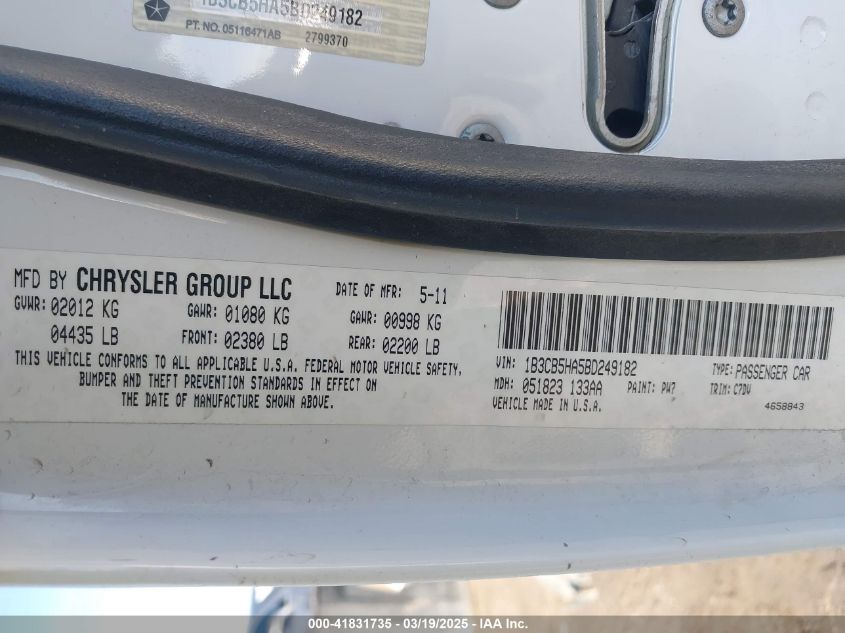 1B3CB5HA5BD249182
PT. NO. 05116471AB 2799370
MFD BY CHRYSLER GROUP LLC DATE OF MFR: 5-11
GVWR: 02012 KG GAWR: 01080 KG GAWR: 00998 KG
04435 LB FRONT: 02380 LB REAR: 02200 LB
THIS VEHICLE CONFORMS TO ALL APPLICABLE U.S.A. FEDERAL MOTOR VEHICLE SAFETY,
BUMPER AND THEFT PREVENTION STANDARDS IN EFFECT ON
THE DATE OF MANUFACTURE SHOWN ABOVE.
VIN: 1B3CB5HA5BD249182 TYPE: PASSENGER CAR
MDH: 051823 133AA PAINT: PW7 TRIM: C7DV
VEHICLE MADE IN U.S.A. 4658843
000-41831735 - 03/19/2025 - IAA Inc.